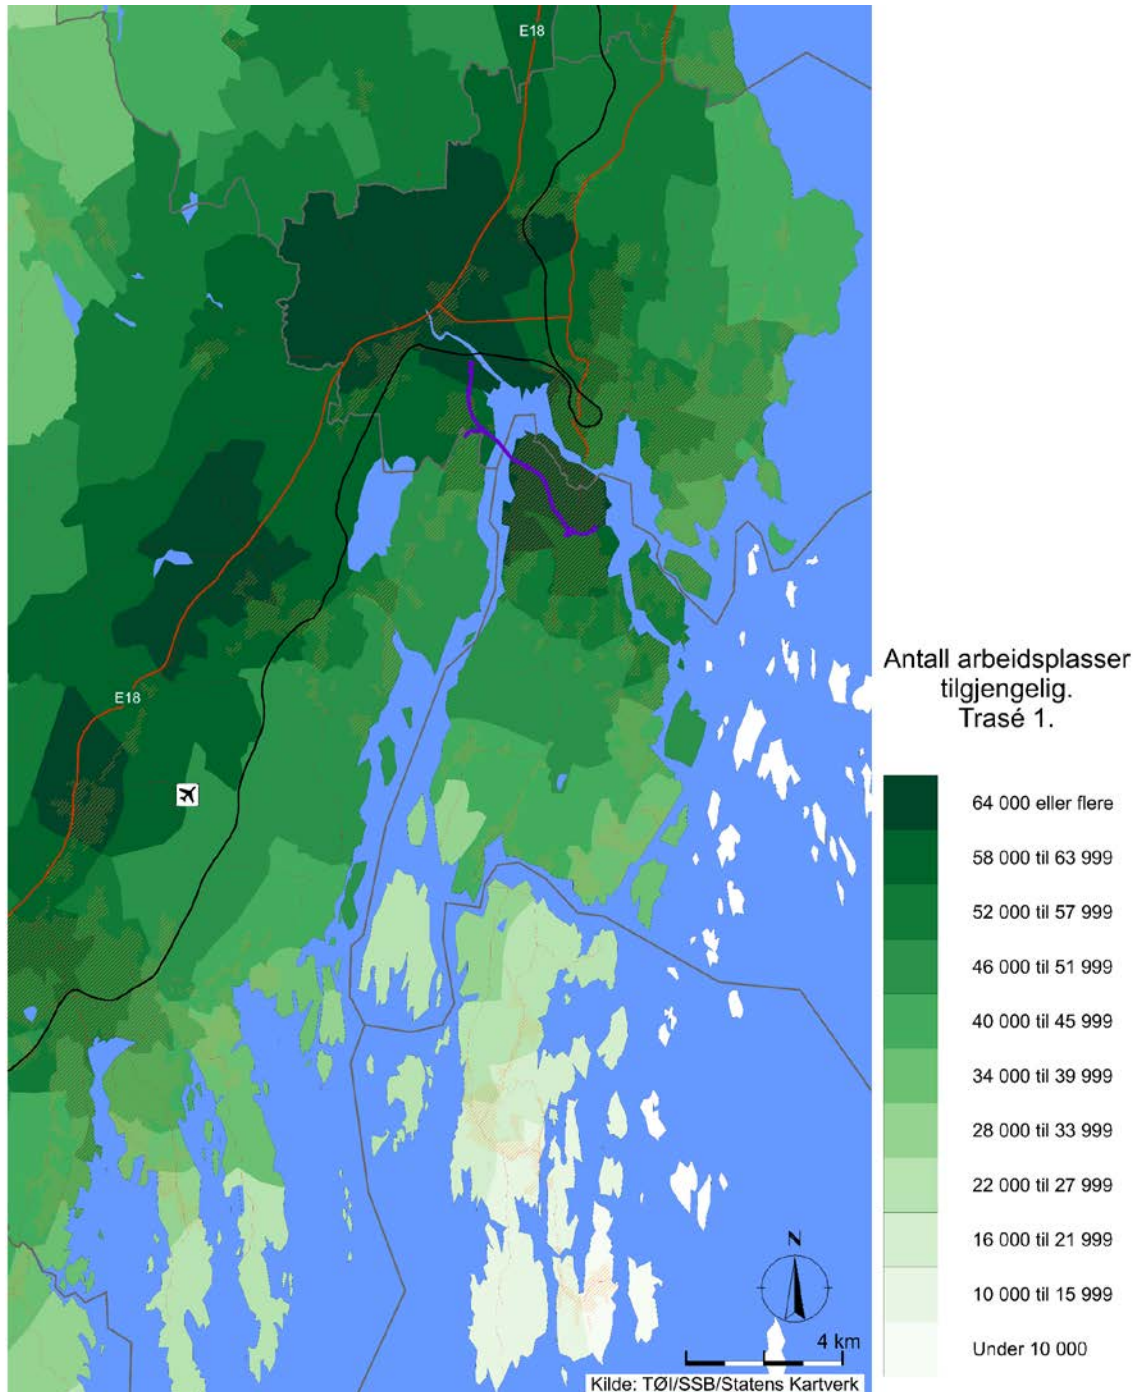 E18
E18
Antall arbeidsplasser
tilgjengelig.
Trasé 1.
64 000 eller flere
58 000 til 63 999
52 000 til 57 999
46 000 til 51 999
40 000 til 45 999
34 000 til 39 999
28 000 til 33 999
22 000 til 27 999
16 000 til 21 999
10 000 til 15 999
Under 10 000
N
4 km
Kilde: TØI/SSB/Statens Kartverk